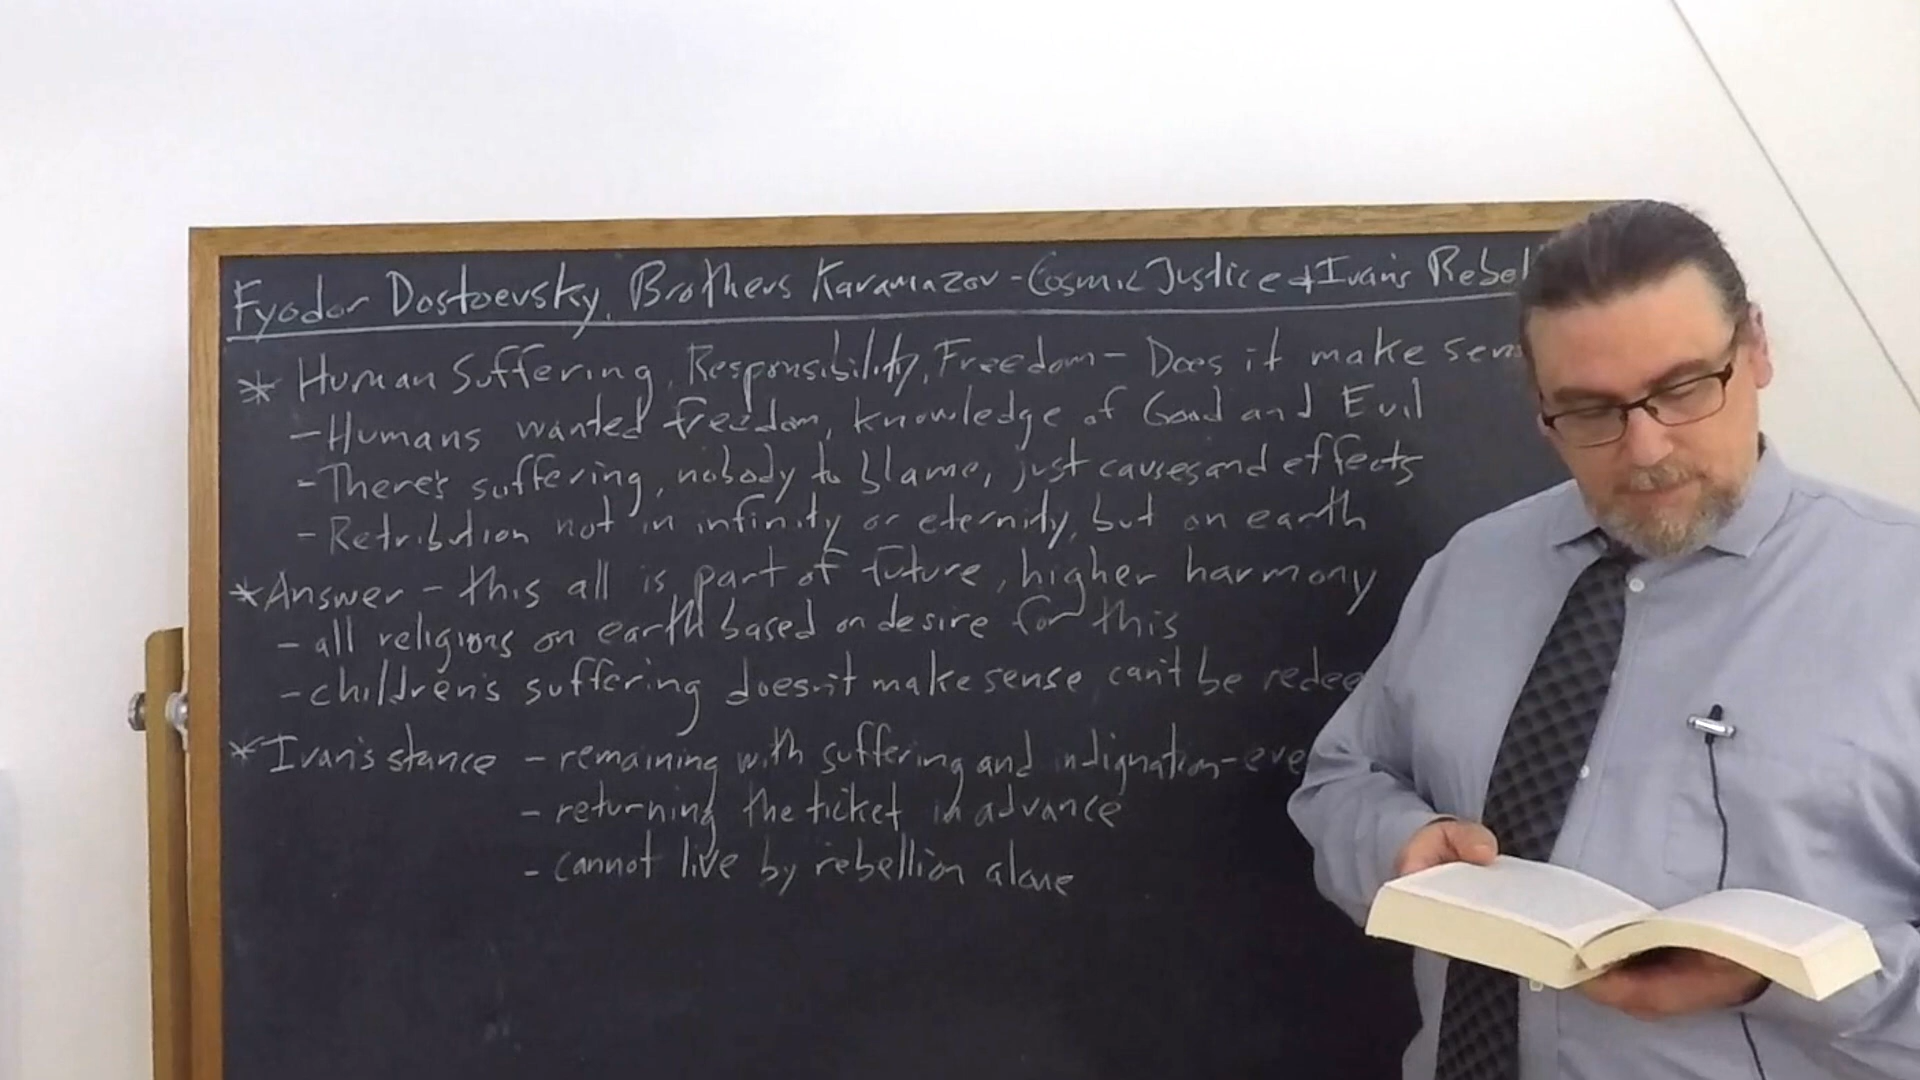 Fyodor Dostoevsky, Brothers Karamazov - Cosmic Justice + Ivan's Rebel
* Human Suffering, Responsibility, Freedom - Does it make sens
- Humans wanted freedom, knowledge of Good and Evil
- There's suffering, nobody to blame, just causes and effects
- Retribution not in infinity or eternity, but on earth
* Answer - this all is part of future, higher harmony
- all religions on earth based on desire for this
- children's suffering doesn't make sense, can't be redee
* Ivan's stance - remaining with suffering and indignation - eve
- returning the ticket in advance
- cannot live by rebellion alone